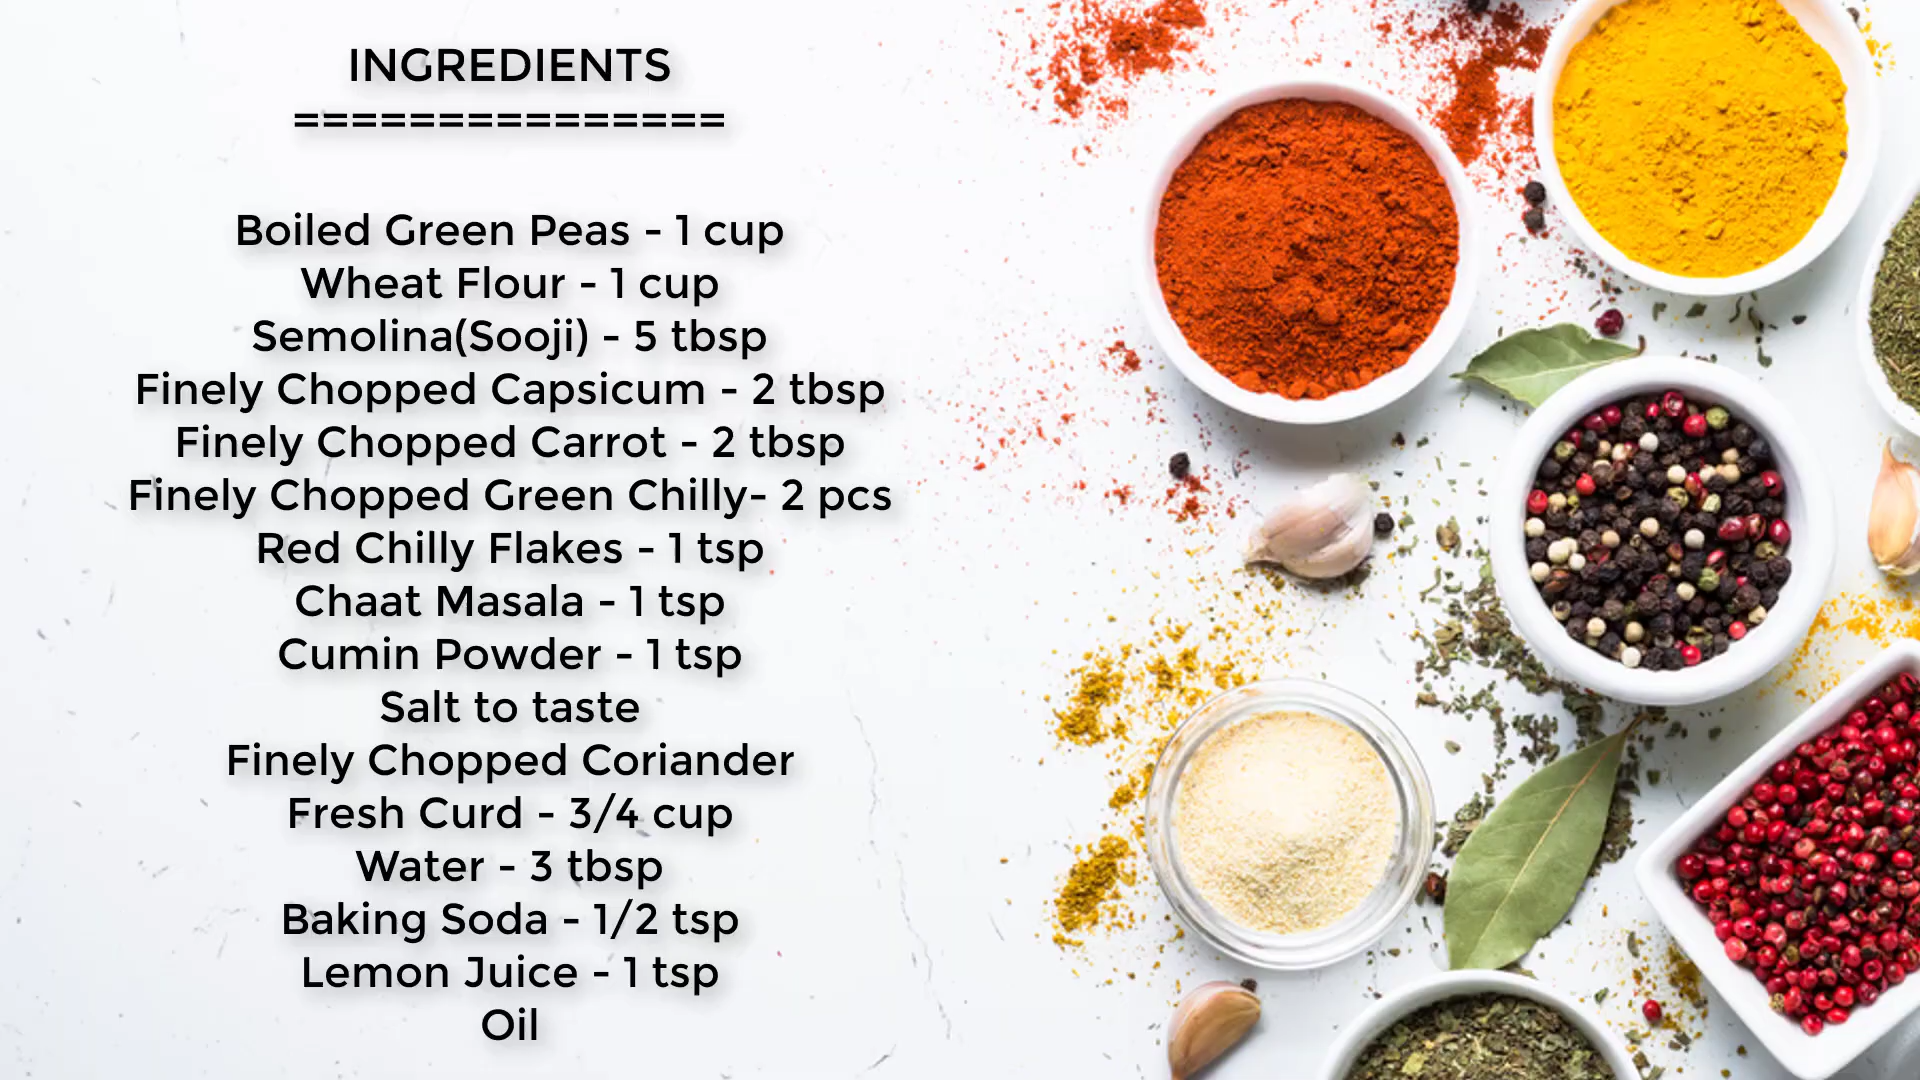 INGREDIENTS
===============
Boiled Green Peas - 1 cup
Wheat Flour - 1 cup
Semolina(Sooji) - 5 tbsp
Finely Chopped Capsicum - 2 tbsp
Finely Chopped Carrot - 2 tbsp
Finely Chopped Green Chilly- 2 pcs
Red Chilly Flakes - 1 tsp
Chaat Masala - 1 tsp
Cumin Powder - 1 tsp
Salt to taste
Finely Chopped Coriander
Fresh Curd - 3/4 cup
Water - 3 tbsp
Baking Soda - 1/2 tsp
Lemon Juice - 1 tsp
Oil